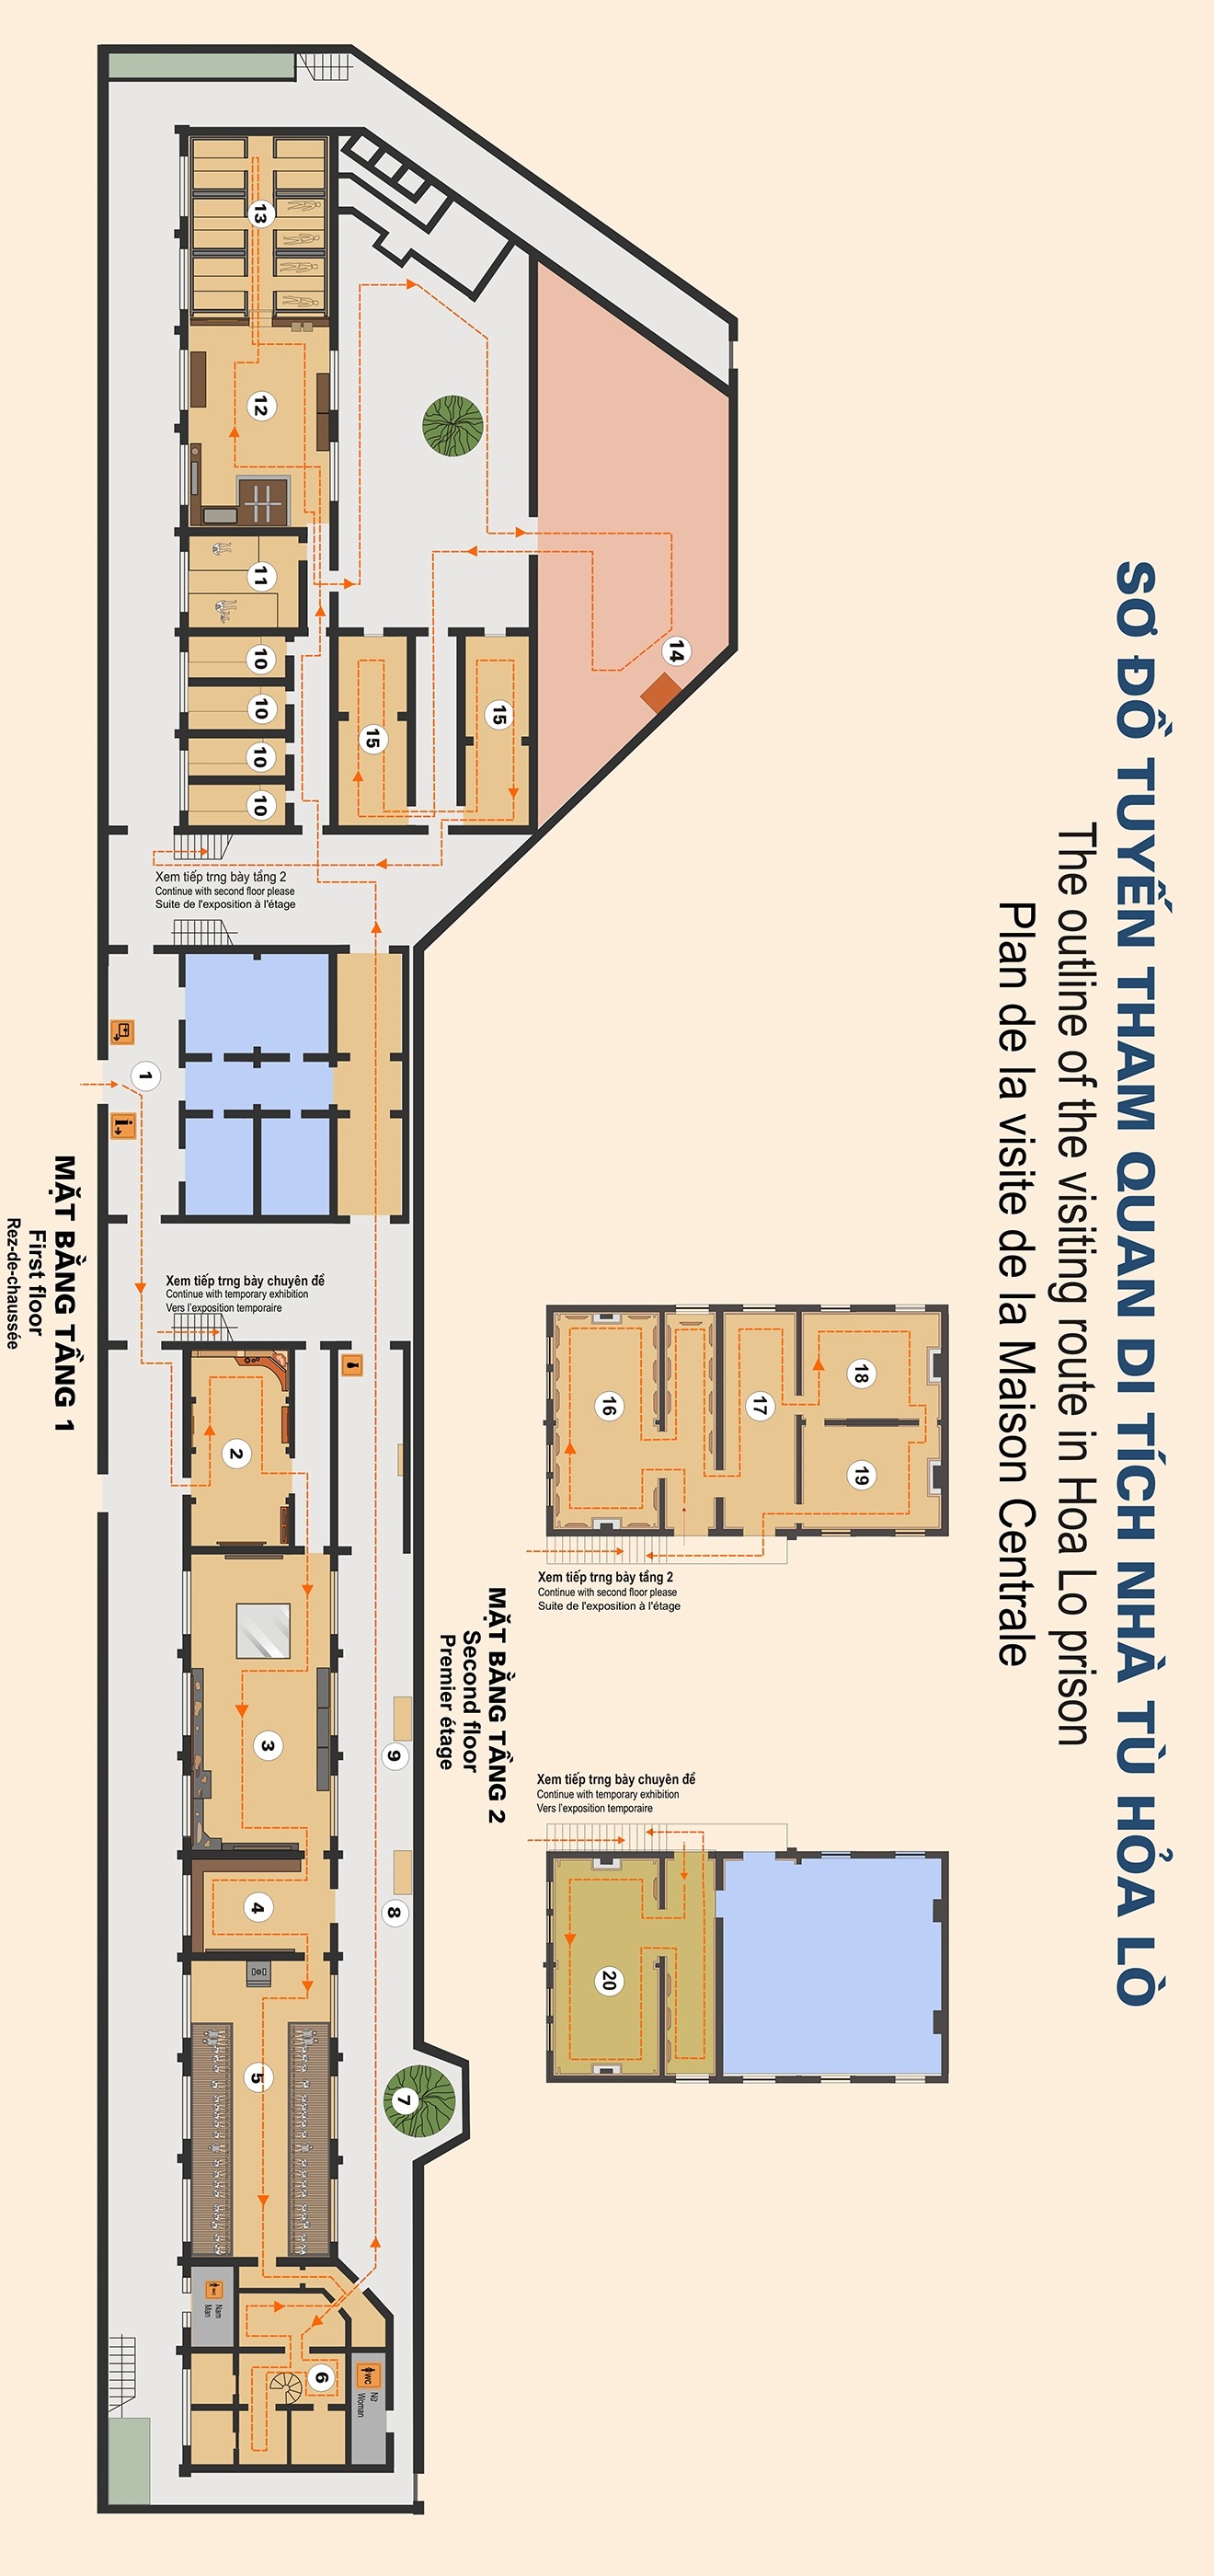 SƠ ĐỒ TUYẾN THAM QUAN DI TÍCH NHÀ TÙ HỎA LÒ
The outline of the visiting route in Hoa Lo prison
Plan de la visite de la Maison Centrale
16
17
18
19
Xem tiếp trng bày tầng 2
Continue with second floor please
Suite de l'exposition à l'étage
MẶT BẰNG TẦNG 2
Second floor
Premier étage
Xem tiếp trng bày chuyên đề
Continue with temporary exhibition
Vers l'exposition temporaire
20
13
12
11
10
10
10
10
14
15
15
Xem tiếp trng bày tầng 2
Continue with second floor please
Suite de l'exposition à l'étage
1
i
Xem tiếp trng bày chuyên đề
Continue with temporary exhibition
Vers l'exposition temporaire
2
3
4
5
6
7
8
9
WC
Nam
Man
WC
Nữ
Woman
MẶT BẰNG TẦNG 1
First floor
Rez-de-chaussée